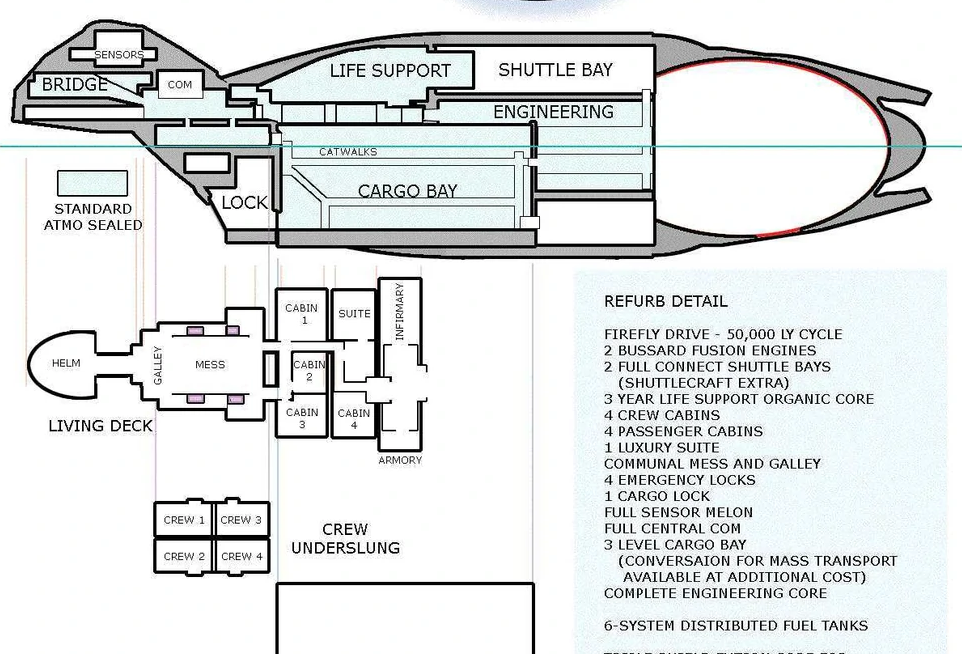 SENSORS
BRIDGE
COM
LIFE SUPPORT
SHUTTLE BAY
ENGINEERING
CATWALKS
CARGO BAY
LOCK
STANDARD
ATMO SEALED
HELM
GALLEY
MESS
CABIN
1
SUITE
INFIRMARY
CABIN
2
CABIN
3
CABIN
4
LIVING DECK
ARMORY
CREW 1
CREW 3
CREW 2
CREW 4
CREW
UNDERSLUNG
REFURB DETAIL
FIREFLY DRIVE - 50,000 LY CYCLE
2 BUSSARD FUSION ENGINES
2 FULL CONNECT SHUTTLE BAYS
(SHUTTLECRAFT EXTRA)
3 YEAR LIFE SUPPORT ORGANIC CORE
4 CREW CABINS
4 PASSENGER CABINS
1 LUXURY SUITE
COMMUNAL MESS AND GALLEY
4 EMERGENCY LOCKS
1 CARGO LOCK
FULL SENSOR MELON
FULL CENTRAL COM
3 LEVEL CARGO BAY
(CONVERSAION FOR MASS TRANSPORT
AVAILABLE AT ADDITIONAL COST)
COMPLETE ENGINEERING CORE
6-SYSTEM DISTRIBUTED FUEL TANKS